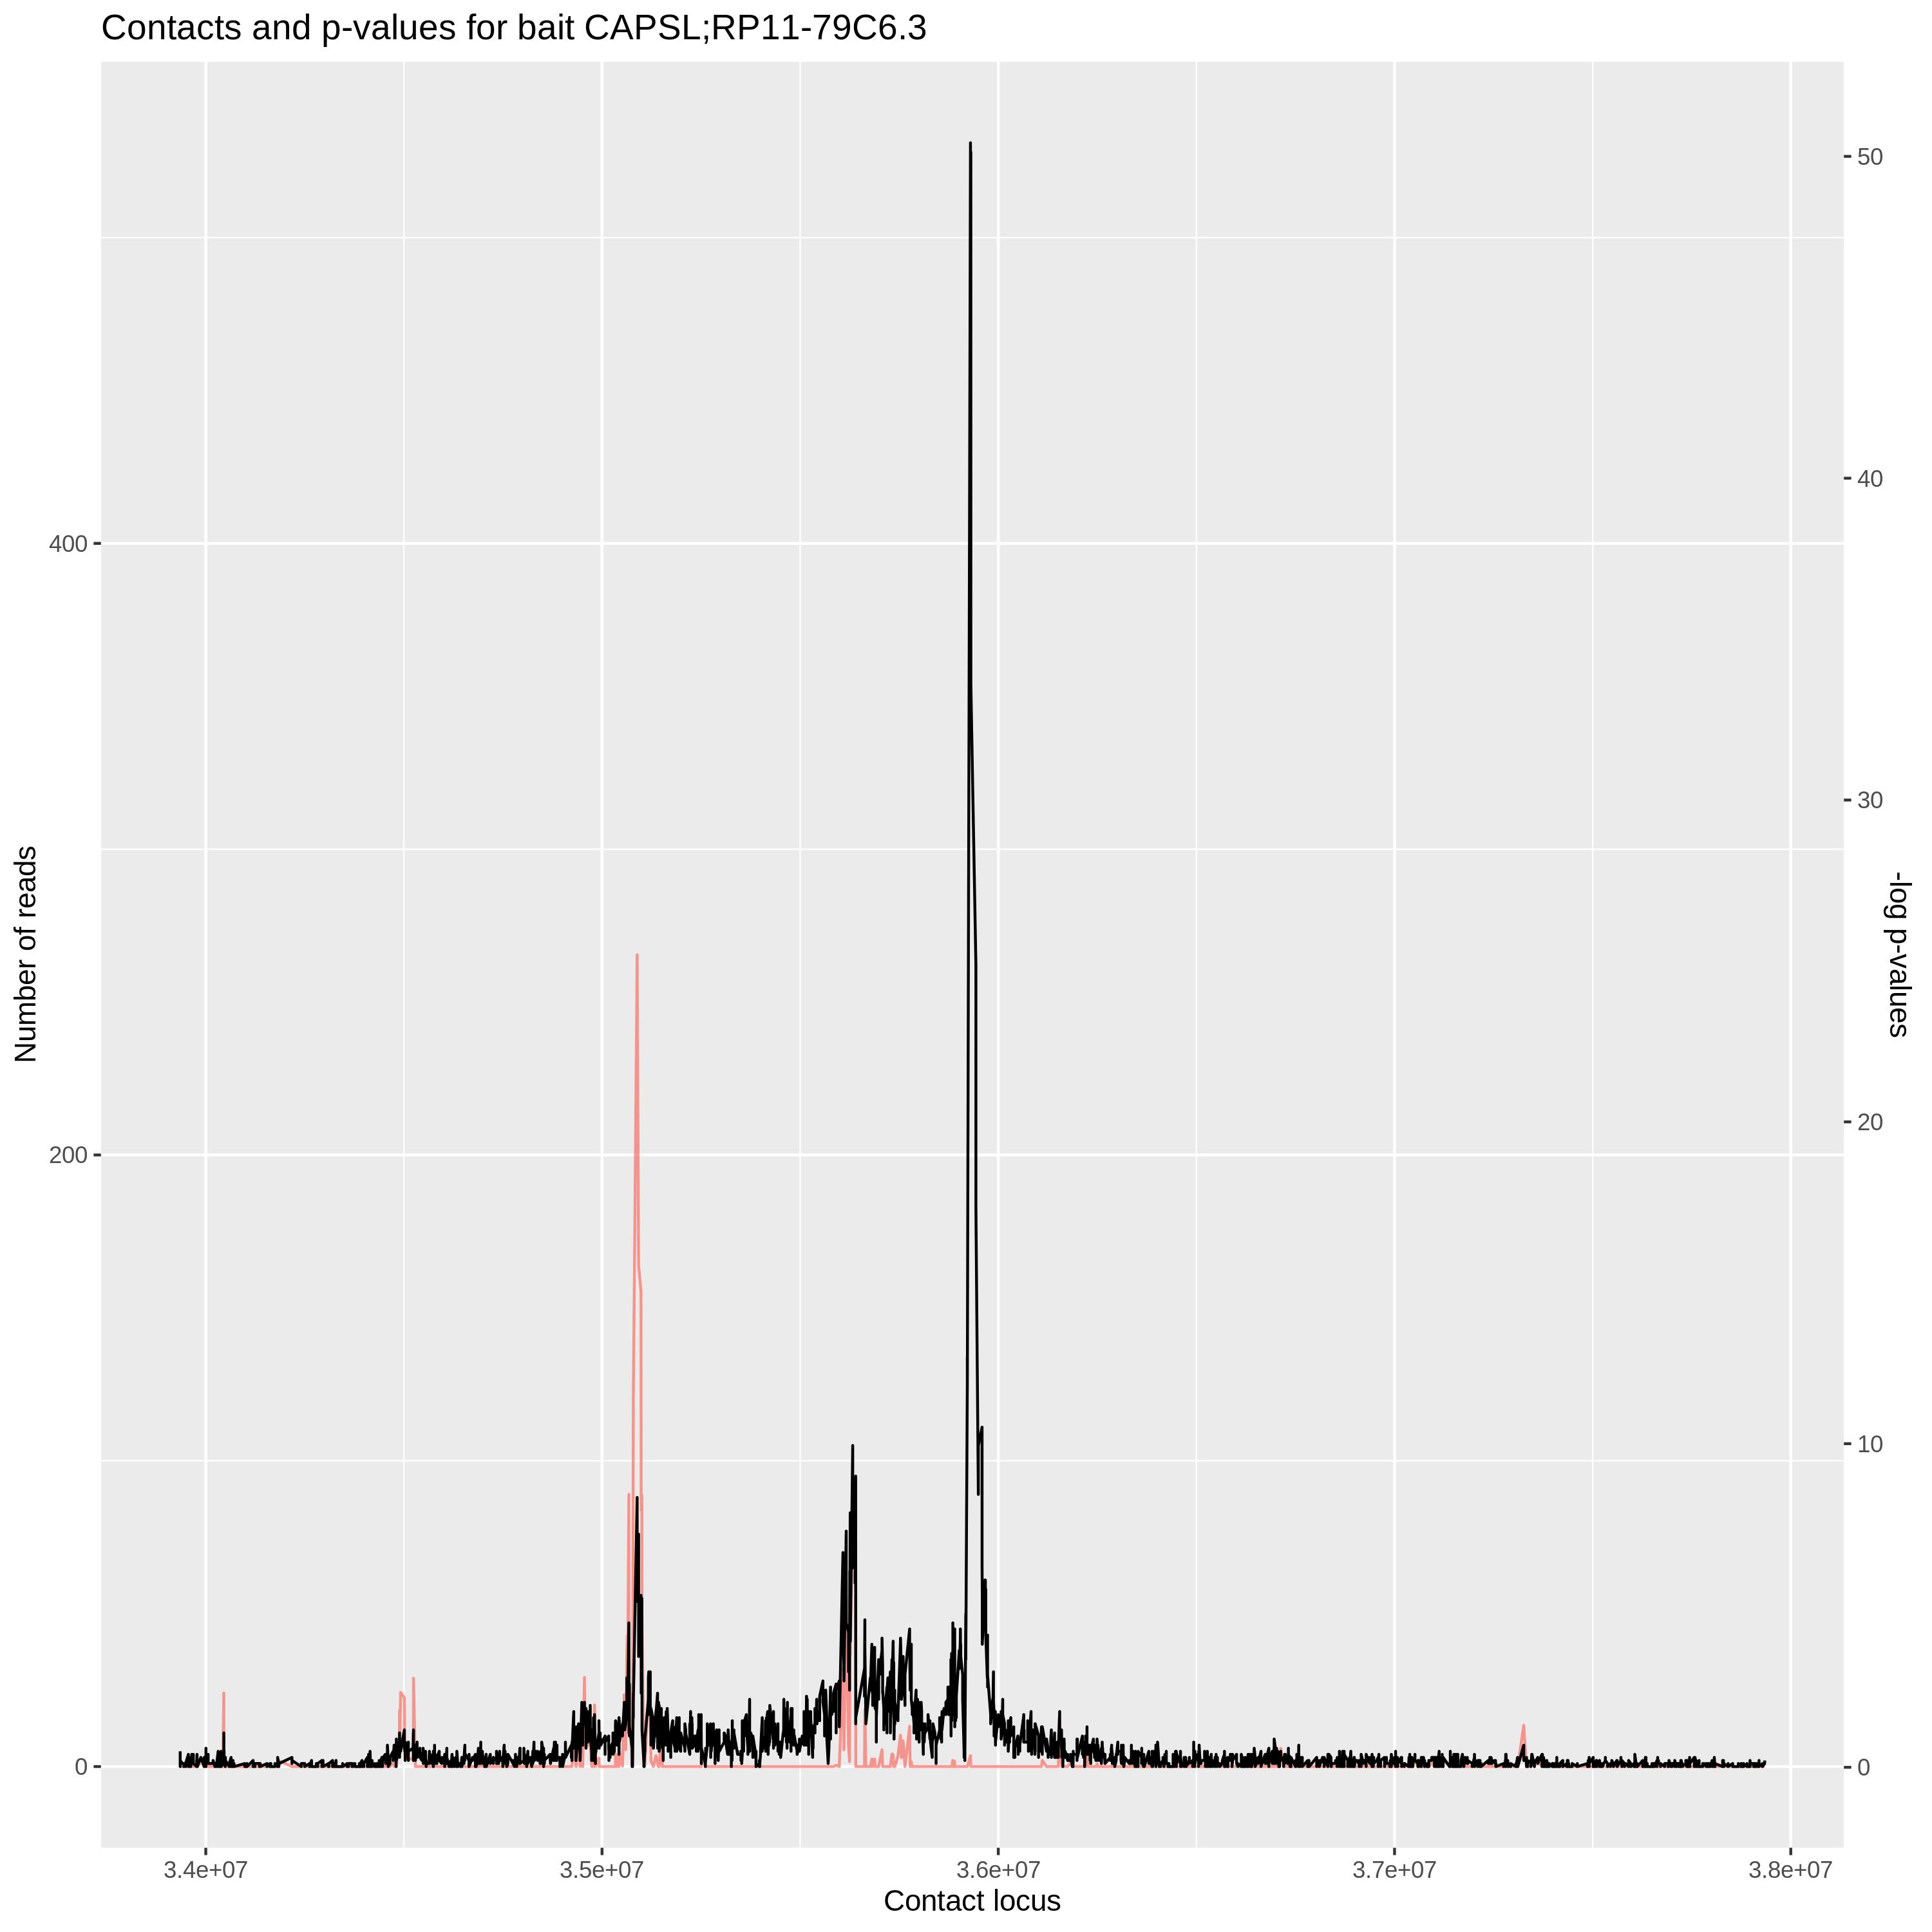 Contacts and p-values for bait CAPSL;RP11-79C6.3
Number of reads
400
200
0
50
40
30
20
10
0
-log p-values
3.4e+07 3.5e+07 3.6e+07 3.7e+07 3.8e+07
Contact locus